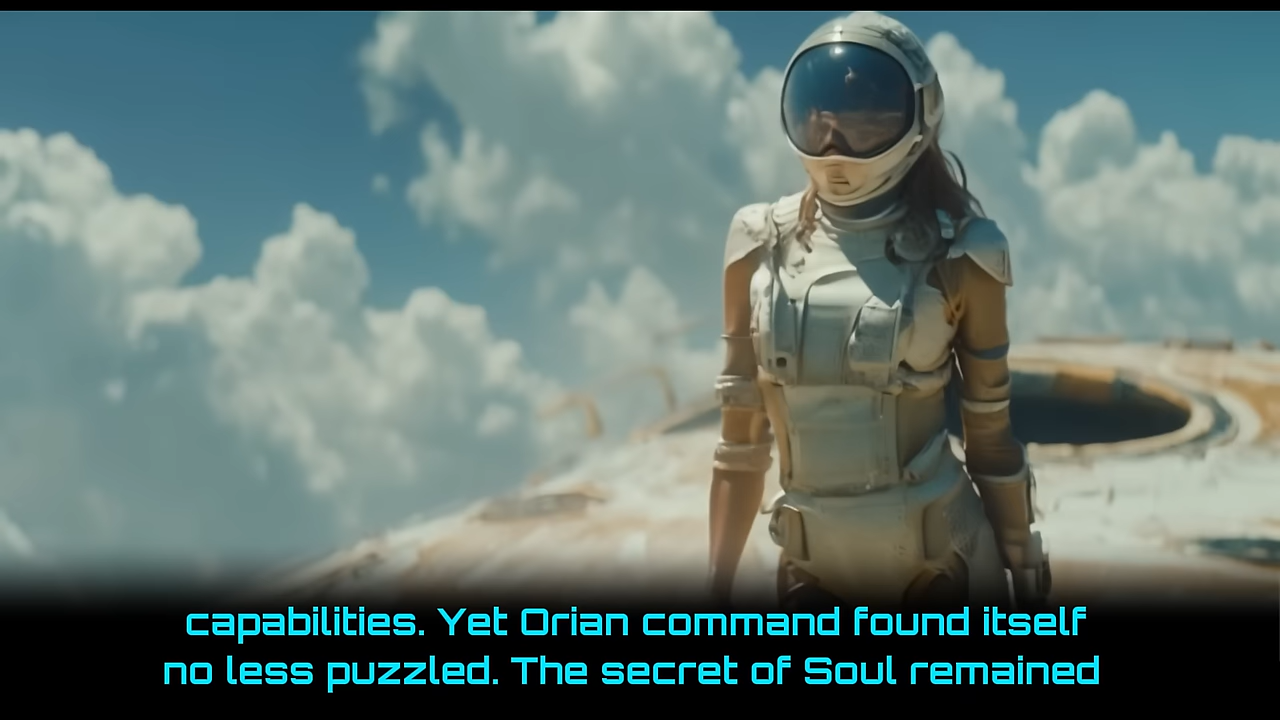 capabilities. Yet Orian command found itself
no less puzzled. The secret of Soul remained